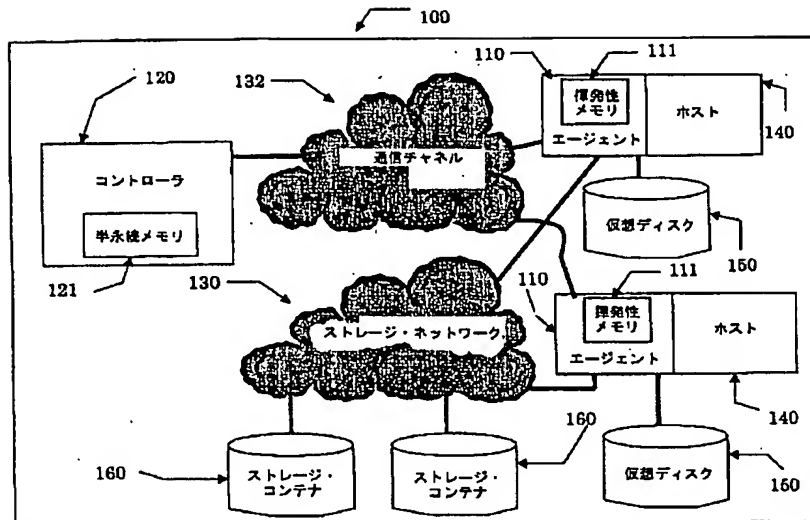 100
120
132
110
111
揮発性
メモリ
エージェント
ホスト
140
通信チャネル
コントローラ
半永続メモリ
121
仮想ディスク
150
130
110
111
揮発性
メモリ
エージェント
ホスト
ストレージ・ネットワーク
140
160
ストレージ・
コンテナ
160
ストレージ・
コンテナ
仮想ディスク
160